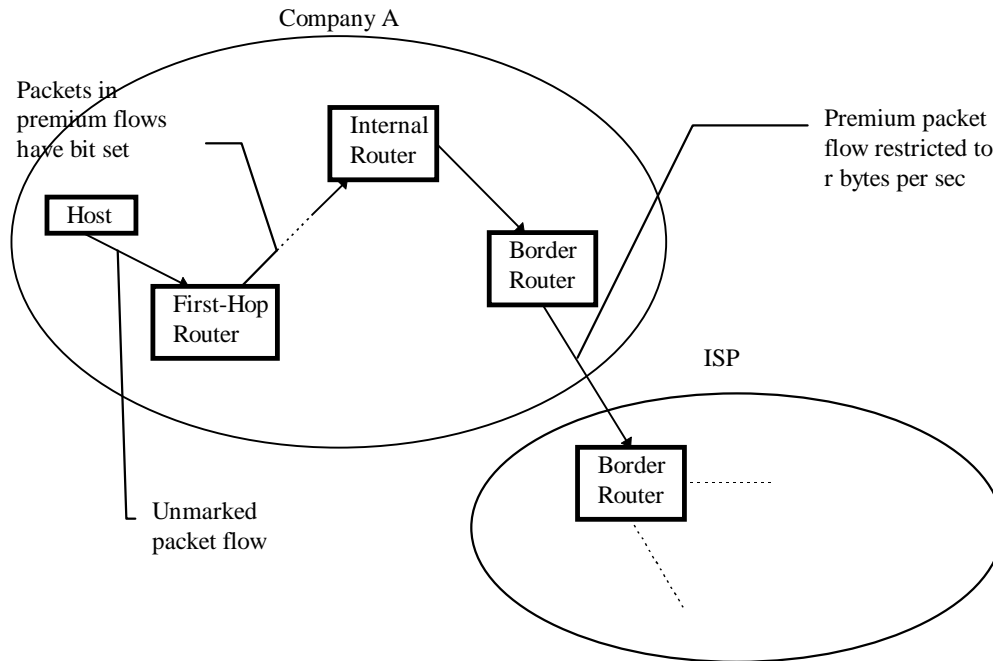 Company A
Packets in
premium flows
have bit set
Internal
Router
Premium packet
flow restricted to
r bytes per sec
Host
Border
Router
First-Hop
Router
ISP
Border
Router
Unmarked
packet flow